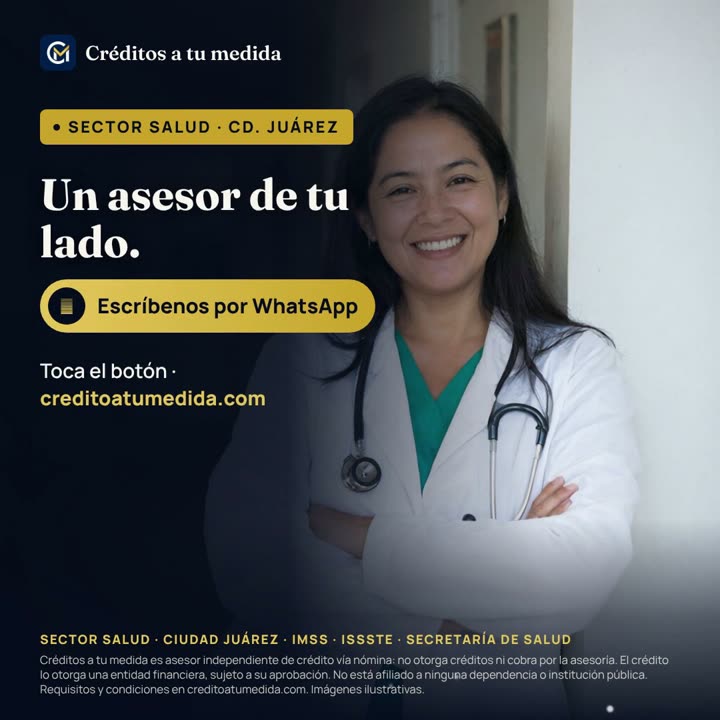 Créditos a tu medida
• SECTOR SALUD · CD. JUÁREZ
Un asesor de tu
lado.
Escríbenos por WhatsApp
Toca el botón ·
creditoatumedida.com
SECTOR SALUD · CIUDAD JUÁREZ · IMSS · ISSSTE · SECRETARÍA DE SALUD
Créditos a tu medida es asesor independiente de crédito vía nómina: no otorga créditos ni cobra por la asesoría. El crédito
lo otorga una entidad financiera, sujeto a su aprobación. No está afiliado a ninguna dependencia o institución pública.
Requisitos y condiciones en creditoatumedida.com. Imágenes ilustrativas.